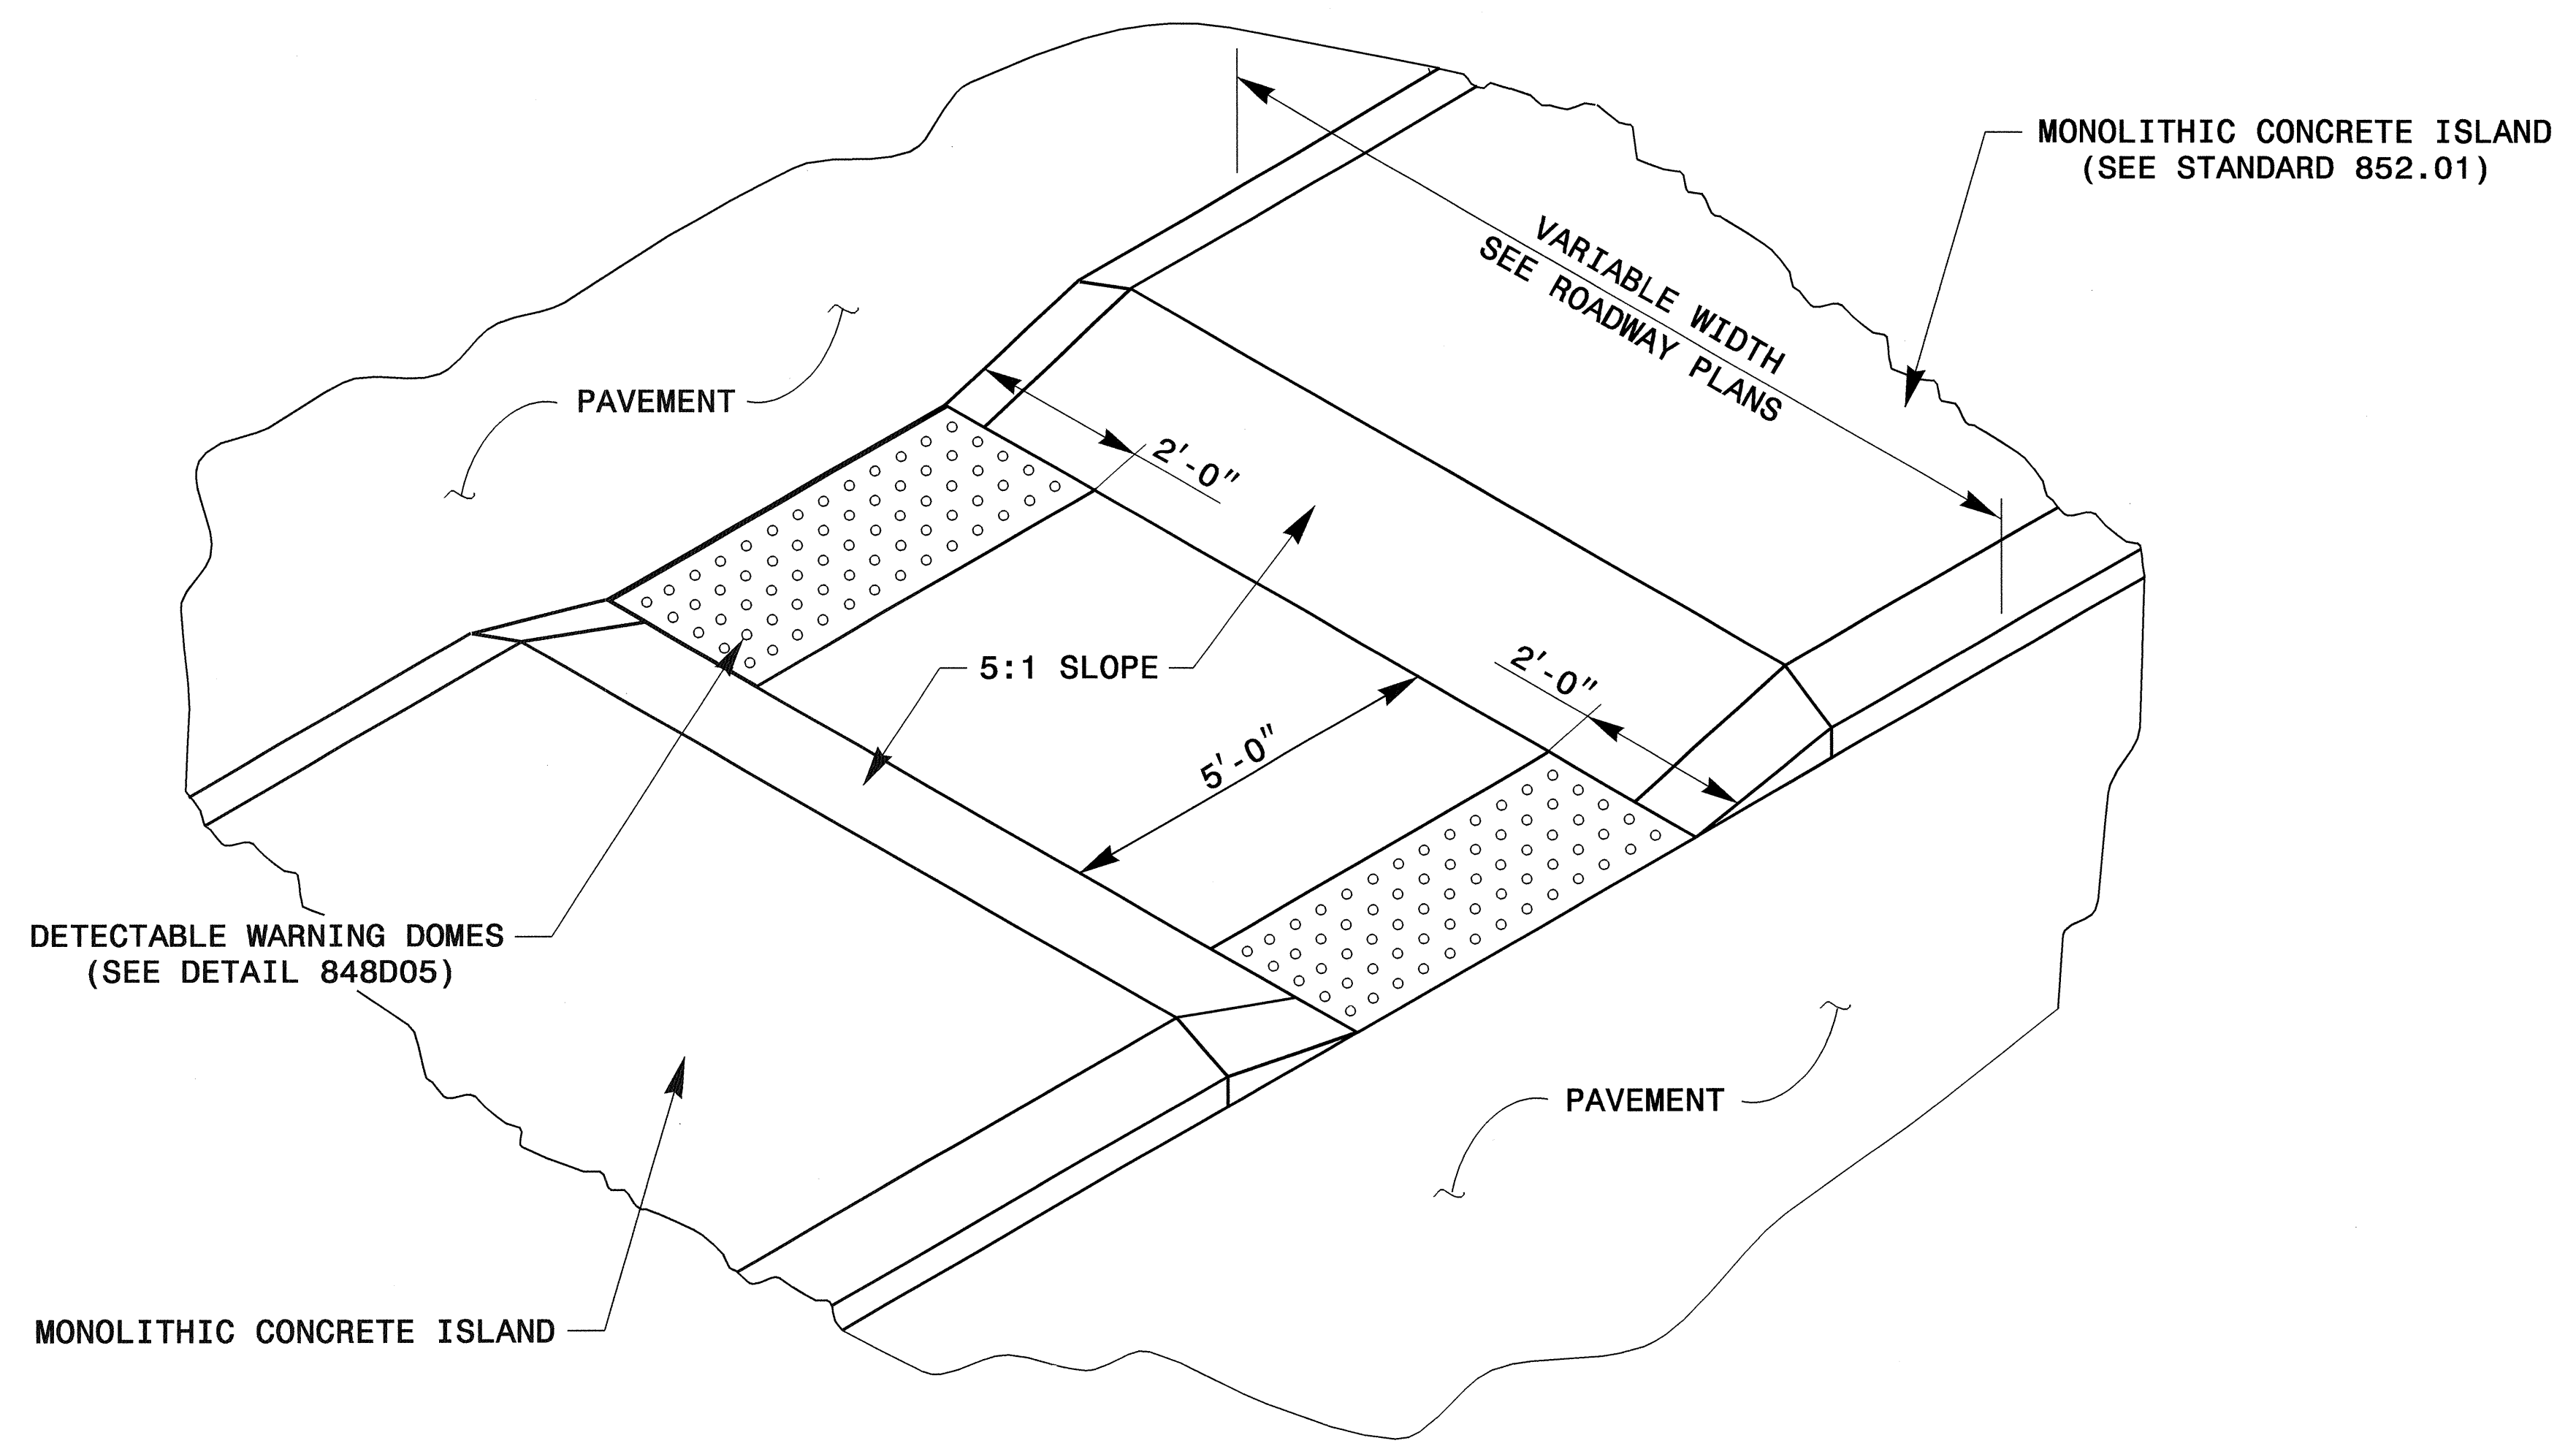 MONOLITHIC CONCRETE ISLAND
(SEE STANDARD 852.01)
VARIABLE WIDTH
SEE ROADWAY PLANS
PAVEMENT
2'-0"
5:1 SLOPE
2'-0"
5'-0"
DETECTABLE WARNING DOMES
(SEE DETAIL 848D05)
PAVEMENT
MONOLITHIC CONCRETE ISLAND